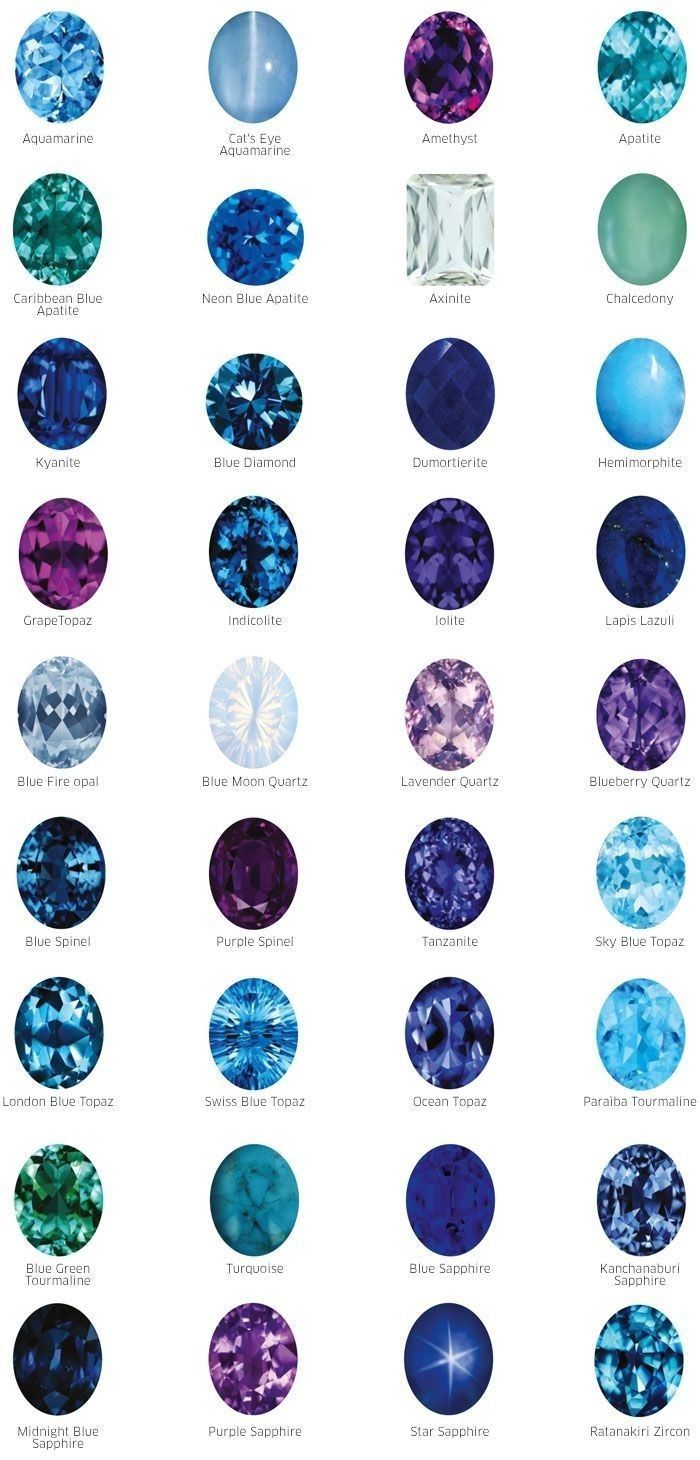 Aquamarine
Cat's Eye
Aquamarine
Amethyst
Apatite
Caribbean Blue
Apatite
Neon Blue Apatite
Axinite
Chalcedony
Kyanite
Blue Diamond
Dumortierite
Hemimorphite
GrapeTopaz
Indicolite
Iolite
Lapis Lazuli
Blue Fire opal
Blue Moon Quartz
Lavender Quartz
Blueberry Quartz
Blue Spinel
Purple Spinel
Tanzanite
Sky Blue Topaz
London Blue Topaz
Swiss Blue Topaz
Ocean Topaz
Paraìba Tourmaline
Blue Green
Tourmaline
Turquoise
Blue Sapphire
Kanchanaburi
Sapphire
Midnight Blue
Sapphire
Purple Sapphire
Star Sapphire
Ratanakiri Zircon